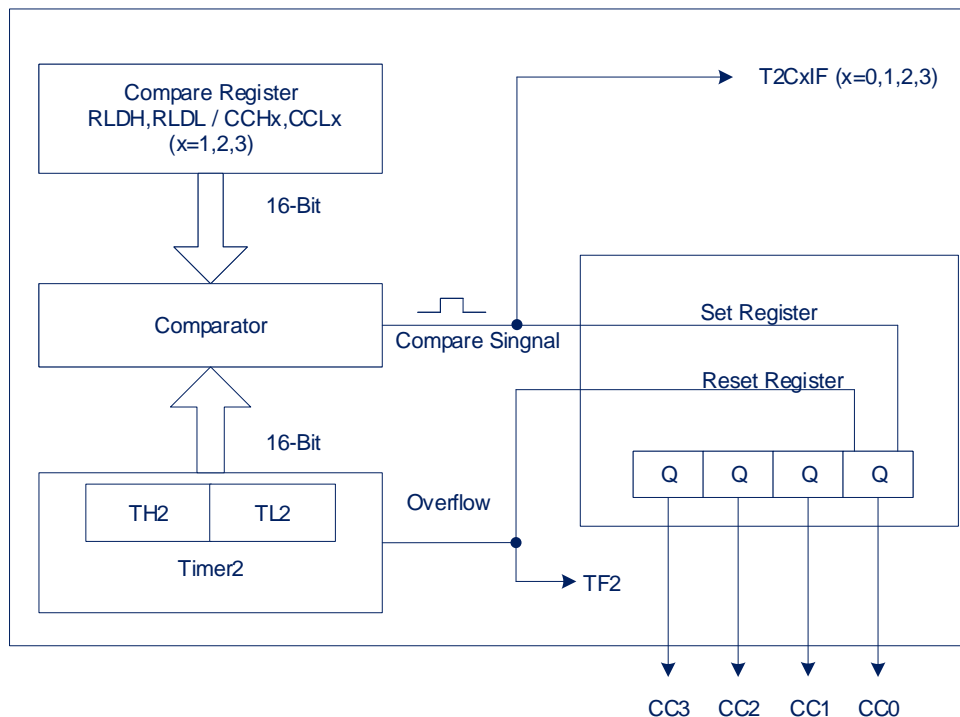 Compare Register
RLDH,RLDL / CCHx,CCLx
(x=1,2,3)
T2CxIF (x=0,1,2,3)
16-Bit
Comparator
Compare Singnal
Set Register
Reset Register
16-Bit
TH2 TL2
Timer2
Overflow
Q Q Q Q
TF2
CC3 CC2 CC1 CC0